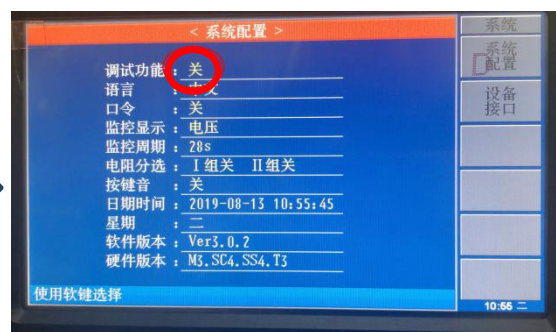 < 系统配置 >
调试功能 : 关
语言 : 中文
口令 : 关
监控显示 : 电压
监控周期 : 28s
电阻分选 : Ⅰ组关 Ⅱ组关
按键音 : 关
日期时间 : 2019-08-13 10:55:45
星期 : 二
软件版本 : Ver3.0.2
硬件版本 : M3.SC4.SS4.T3
使用软键选择
系统
系统
配置
设备
接口
10:55 二